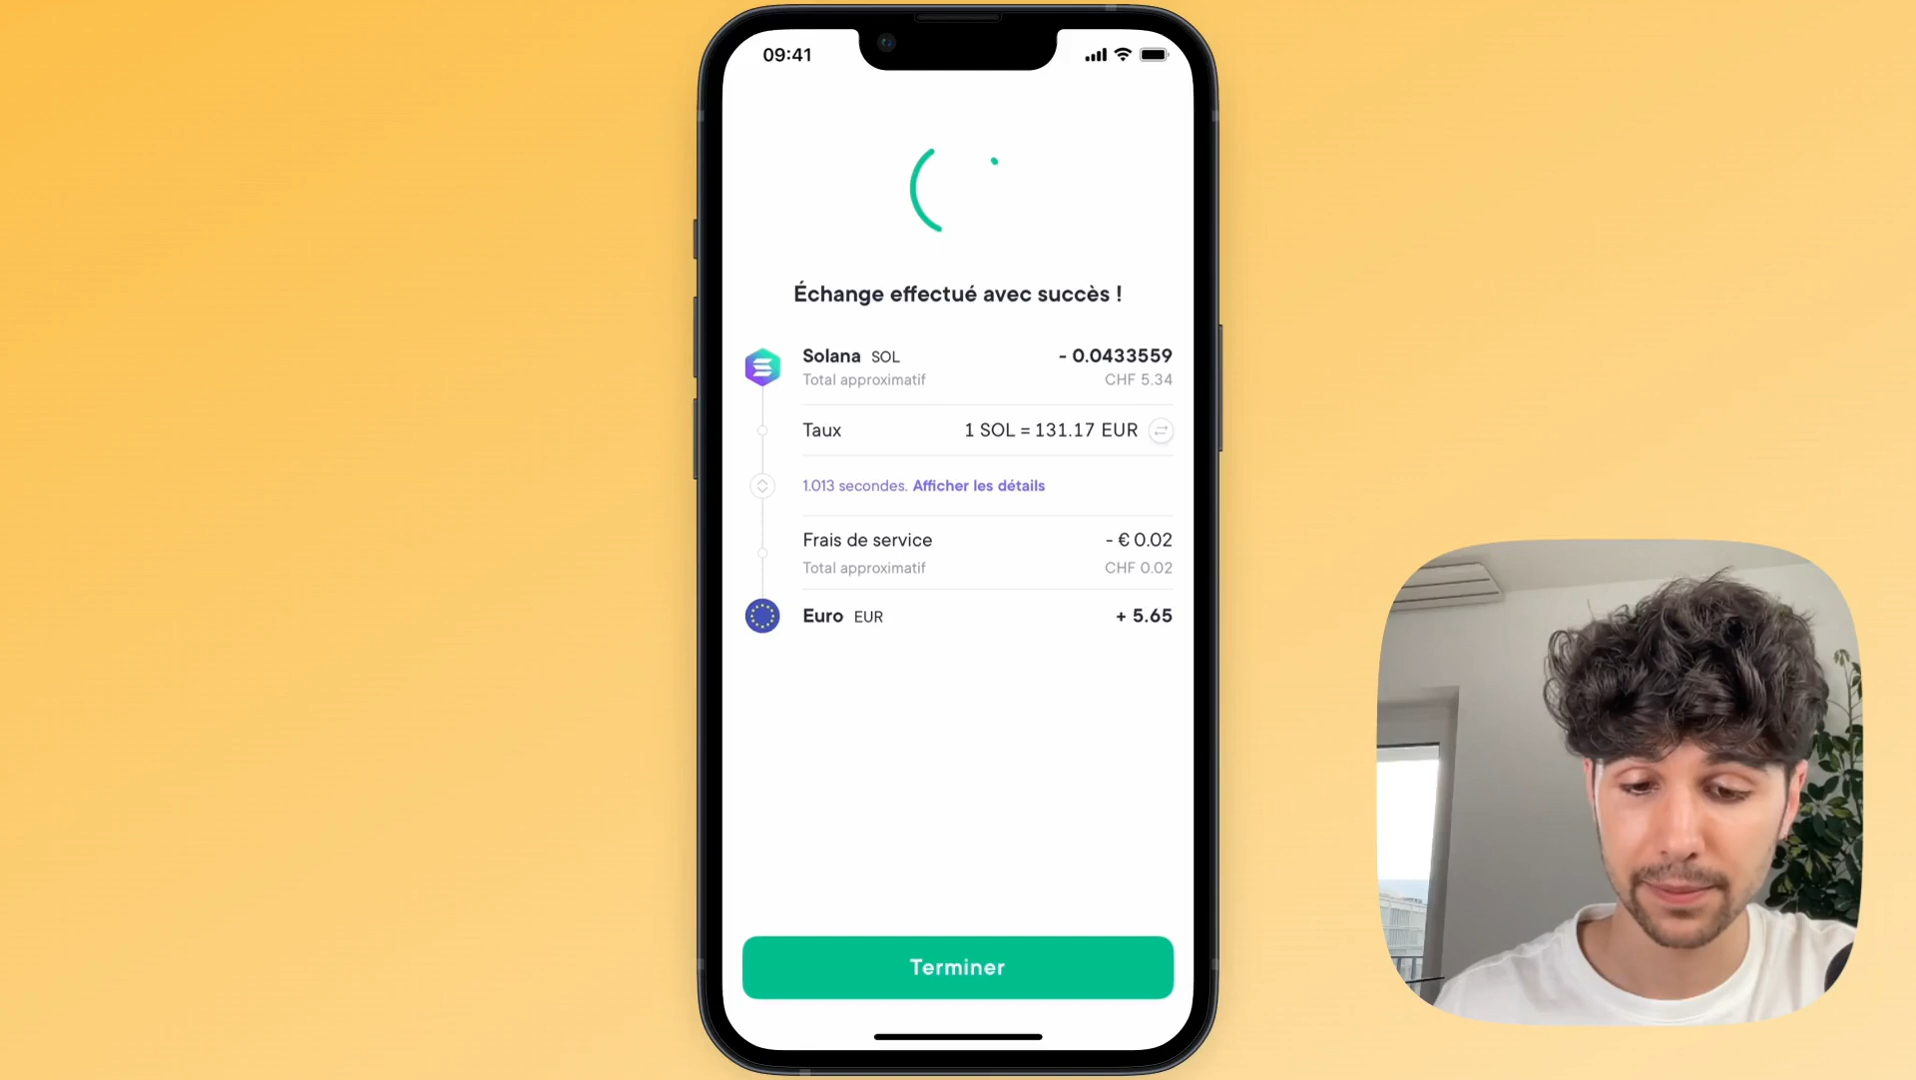 09:41
Échange effectué avec succès !
Solana SOL - 0.0433559
Total approximatif CHF 5.34
Taux 1 SOL = 131.17 EUR
1.013 secondes. Afficher les détails
Frais de service - € 0.02
Total approximatif CHF 0.02
Euro EUR + 5.65
Terminer